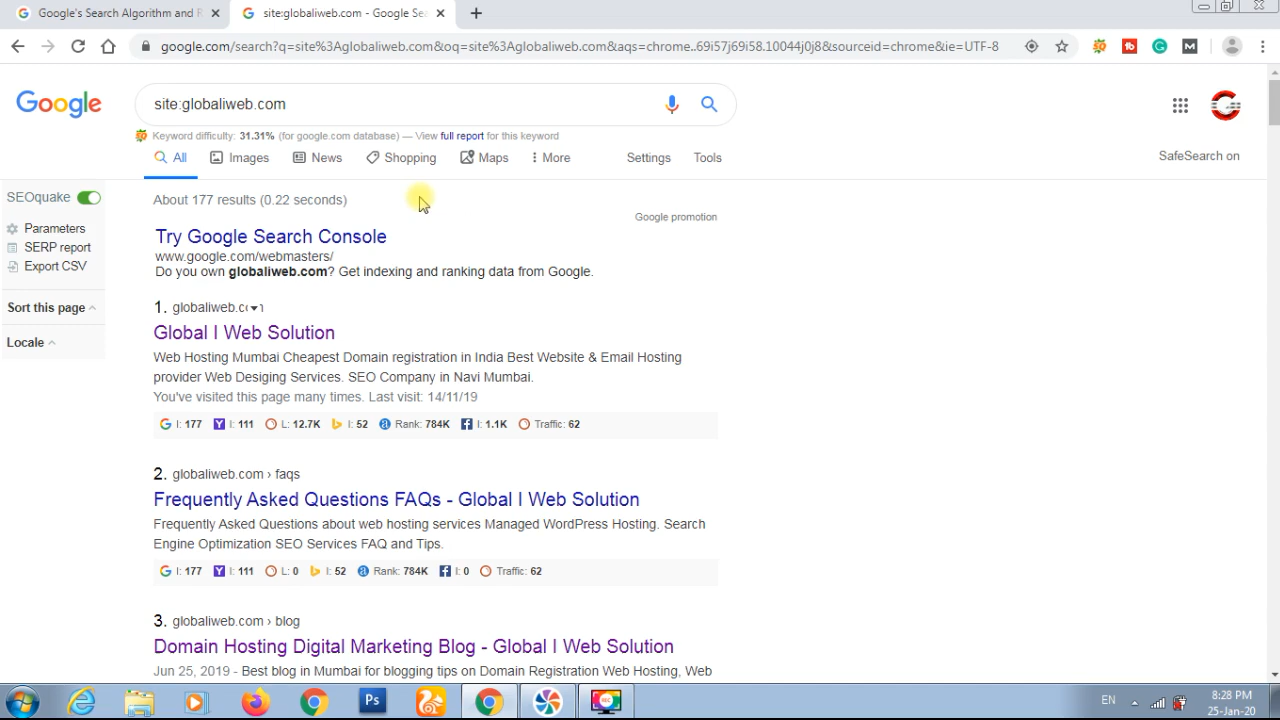 Google's Search Algorithm and R
site:globaliweb.com - Google Sea
google.com/search?q=site%3Aglobaliweb.com&oq=site%3Aglobaliweb.com&aqs=chrome..69i57j69i58.10044j0j8&sourceid=chrome&ie=UTF-8
Google
site:globaliweb.com
Keyword difficulty: 31.31% (for google.com database) — View full report for this keyword
All Images News Shopping Maps More Settings Tools
SafeSearch on
SEOquake
Parameters
SERP report
Export CSV
Sort this page
Locale
About 177 results (0.22 seconds)
Google promotion
Try Google Search Console
www.google.com/webmasters/
Do you own globaliweb.com? Get indexing and ranking data from Google.
1. globaliweb.c
Global I Web Solution
Web Hosting Mumbai Cheapest Domain registration in India Best Website & Email Hosting
provider Web Desiging Services. SEO Company in Navi Mumbai.
You've visited this page many times. Last visit: 14/11/19
I: 177 I: 111 L: 12.7K I: 52 Rank: 784K I: 1.1K Traffic: 62
2. globaliweb.com › faqs
Frequently Asked Questions FAQs - Global I Web Solution
Frequently Asked Questions about web hosting services Managed WordPress Hosting. Search
Engine Optimization SEO Services FAQ and Tips.
I: 177 I: 111 L: 0 I: 52 Rank: 784K I: 0 Traffic: 62
3. globaliweb.com › blog
Domain Hosting Digital Marketing Blog - Global I Web Solution
Jun 25, 2019 - Best blog in Mumbai for blogging tips on Domain Registration Web Hosting, Web
Ps
EN
8:28 PM
25-Jan-20